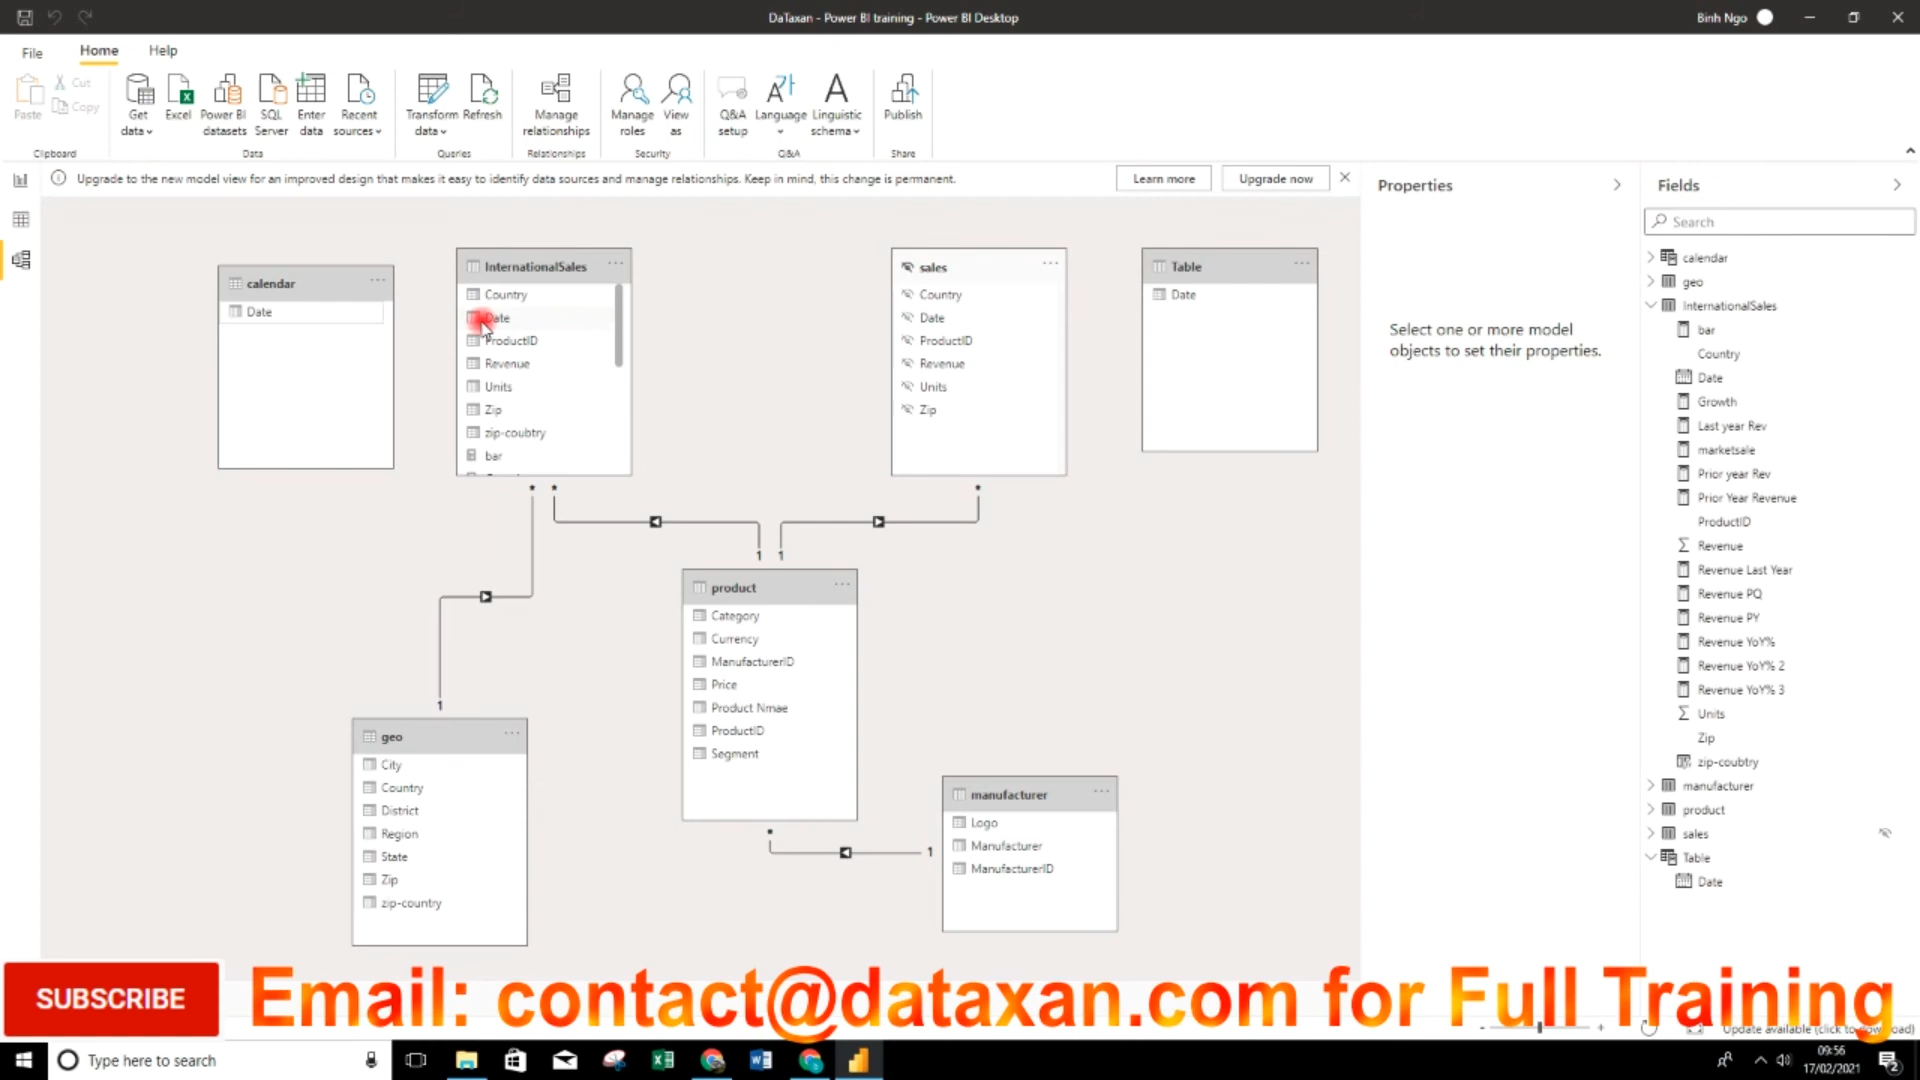 DaTaxan - Power BI training - Power BI Desktop
Binh Ngo
File
Home
Help
Paste
Cut
Copy
Clipboard
Get data
Excel
Power BI datasets
SQL Server
Enter data
Recent sources
Data
Transform data
Refresh
Queries
Manage relationships
Relationships
Manage roles
View as
Security
Q&A setup
Language
Linguistic schema
Q&A
Publish
Share
Upgrade to the new model view for an improved design that makes it easy to identify data sources and manage relationships. Keep in mind, this change is permanent.
Learn more
Upgrade now
calendar
Date
InternationalSales
Country
Date
ProductID
Revenue
Units
Zip
zip-coubtry
bar
sales
Country
Date
ProductID
Revenue
Units
Zip
Table
Date
* *
*
1 1
product
Category
Currency
ManufacturerID
Price
Product Nmae
ProductID
Segment
1
geo
City
Country
District
Region
State
Zip
zip-country
*
1
manufacturer
Logo
Manufacturer
ManufacturerID
Properties
Select one or more model
objects to set their properties.
Fields
Search
calendar
geo
InternationalSales
bar
Country
Date
Growth
Last year Rev
marketsale
Prior year Rev
Prior Year Revenue
ProductID
Revenue
Revenue Last Year
Revenue PQ
Revenue PY
Revenue YoY%
Revenue YoY% 2
Revenue YoY% 3
Units
Zip
zip-coubtry
manufacturer
product
sales
Table
Date
SUBSCRIBE
Email: contact@dataxan.com for Full Training
Update available (click to
Type here to search
09:56
17/02/2021
2